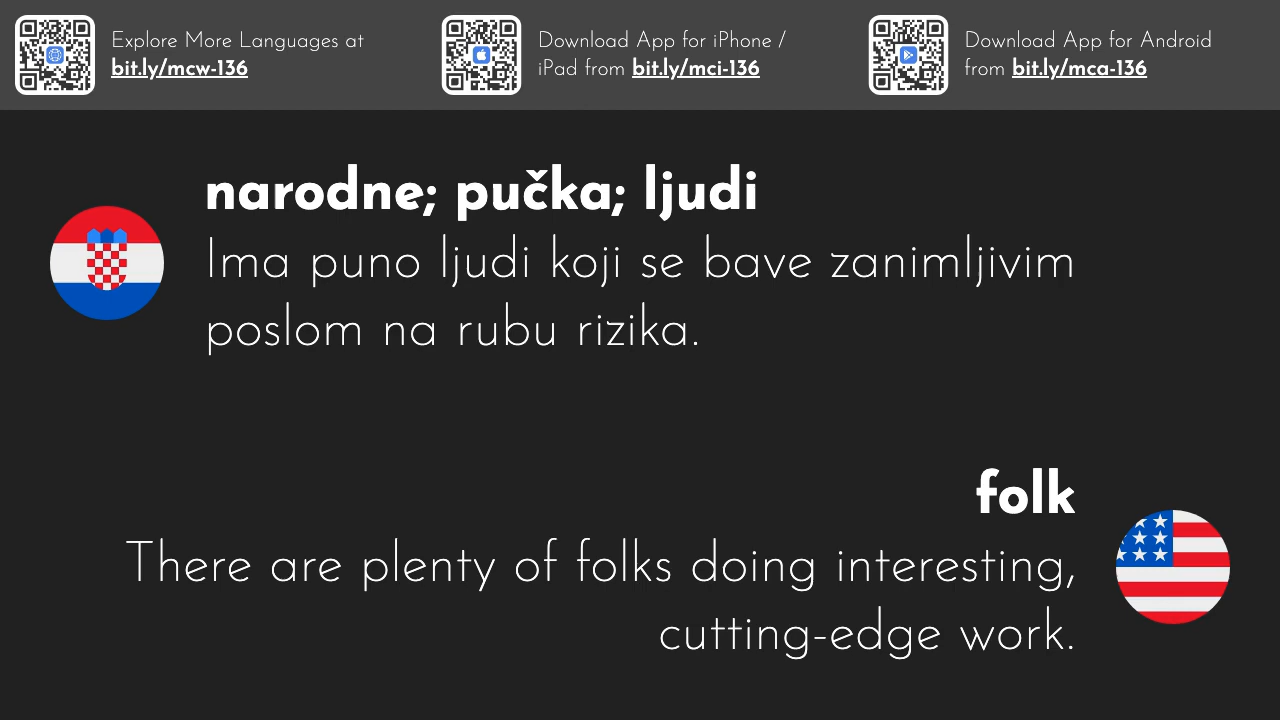 Explore More Languages at
bit.ly/mcw-136
Download App for iPhone /
iPad from bit.ly/mci-136
Download App for Android
from bit.ly/mca-136
narodne; pučka; ljudi
Ima puno ljudi koji se bave zanimljivim
poslom na rubu rizika.
folk
There are plenty of folks doing interesting,
cutting-edge work.